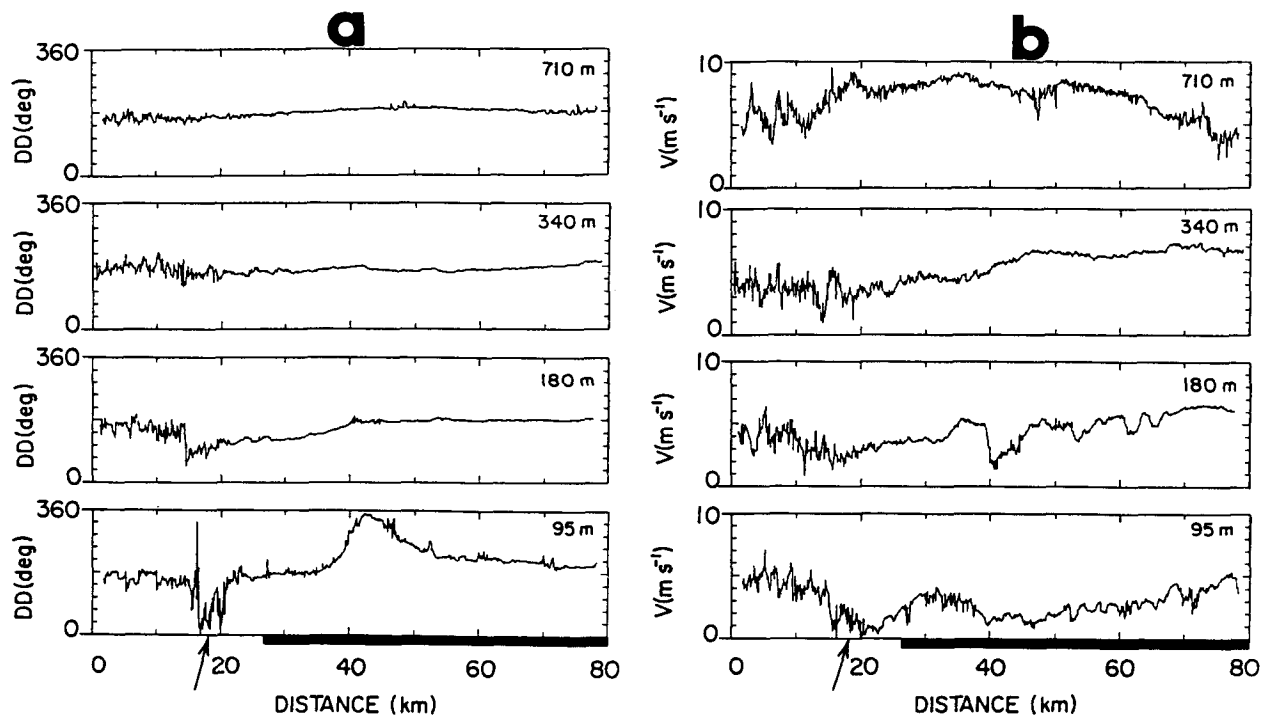 a
360
DD(deg)
0
710 m
360
DD(deg)
0
340 m
360
DD(deg)
0
180 m
360
DD(deg)
0
95 m
0 20 40 60 80
DISTANCE (km)
b
10
V(m s⁻¹)
0
710 m
10
V(m s⁻¹)
0
340 m
10
V(m s⁻¹)
0
180 m
10
V(m s⁻¹)
0
95 m
0 20 40 60 80
DISTANCE (km)